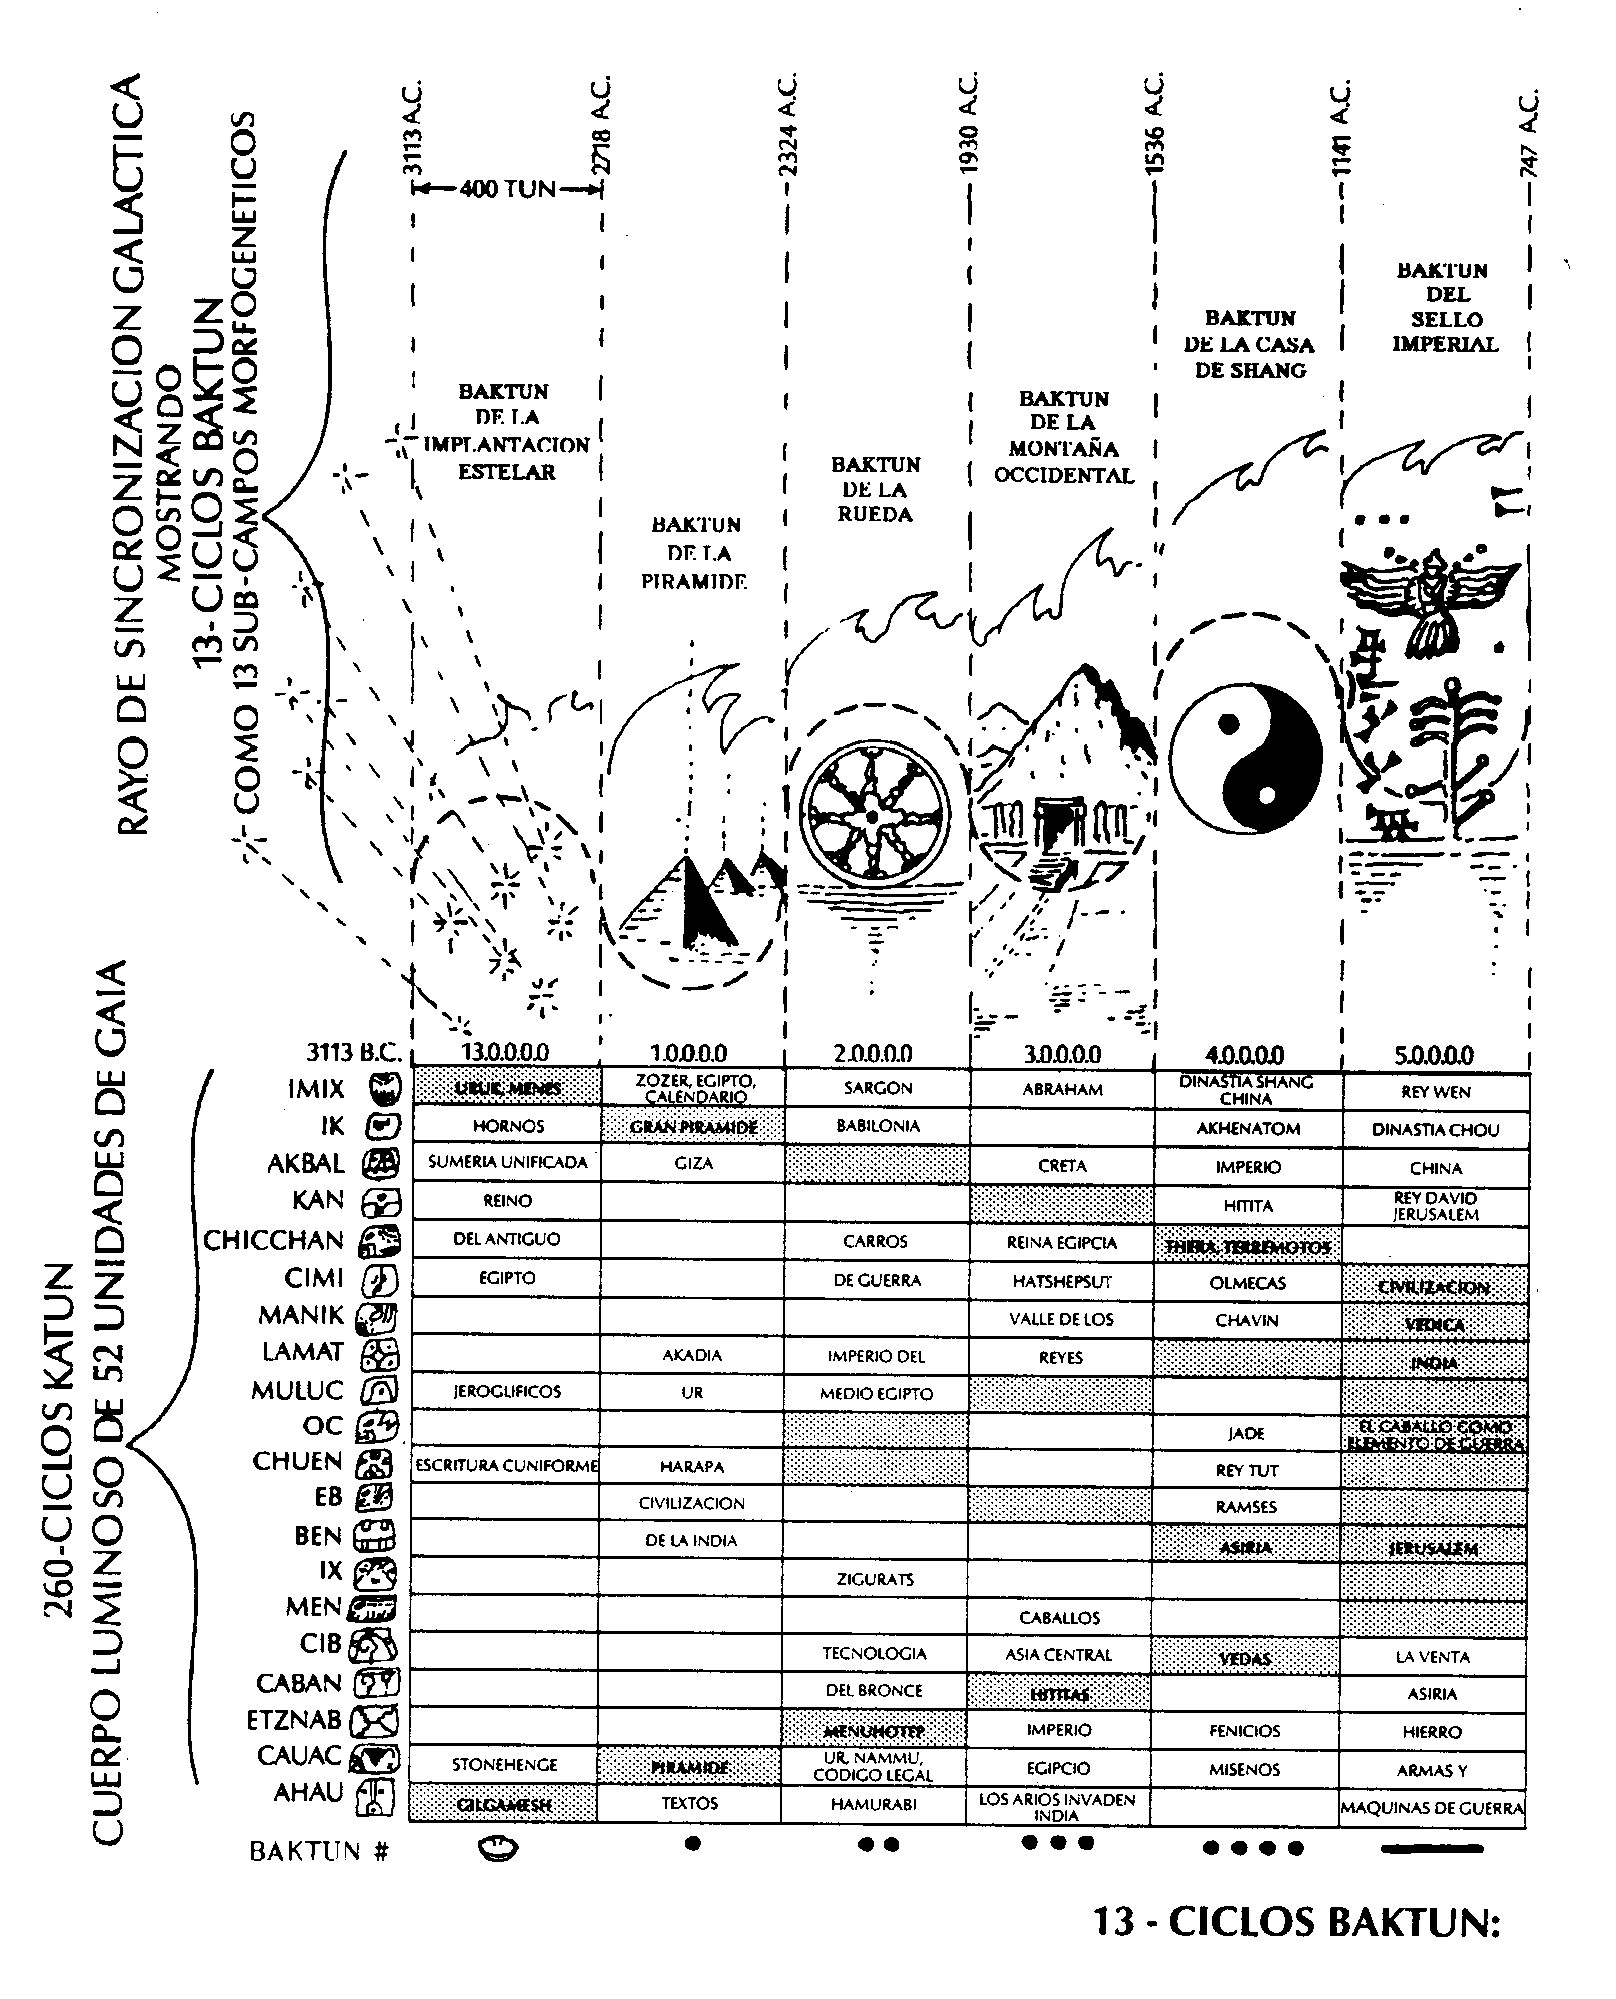 RAYO DE SINCRONIZACION GALACTICA
MOSTRANDO
13- CICLOS BAKTUN
COMO 13 SUB-CAMPOS MORFOGENETICOS
3113 A.C.
2718 A.C.
2324 A.C.
1930 A.C.
1536 A.C.
1141 A.C.
747 A.C.
400 TUN
BAKTUN
DE LA
IMPLANTACION
ESTELAR
BAKTUN
DE LA
PIRAMIDE
BAKTUN
DE LA
RUEDA
BAKTUN
DE LA
MONTAÑA
OCCIDENTAL
BAKTUN
DE LA CASA
DE SHANG
BAKTUN
DEL
SELLO
IMPERIAL
260-CICLOS KATUN
CUERPO LUMINOSO DE 52 UNIDADES DE GAIA
3113 B.C. 13.0.0.0.0 1.0.0.0.0 2.0.0.0.0 3.0.0.0.0 4.0.0.0.0 5.0.0.0.0
IMIX URUK, MENES ZOZER, EGIPTO, CALENDARIO SARGON ABRAHAM DINASTIA SHANG CHINA REY WEN
IK HORNOS GRAN PIRAMIDE BABILONIA AKHENATOM DINASTIA CHOU
AKBAL SUMERIA UNIFICADA GIZA CRETA IMPERIO CHINA
KAN REINO HITITA REY DAVID JERUSALEM
CHICCHAN DEL ANTIGUO CARROS REINA EGIPCIA THERA, TERREMOTOS
CIMI EGIPTO DE GUERRA HATSHEPSUT OLMECAS CIVILIZACION
MANIK VALLE DE LOS CHAVIN VEDICA
LAMAT AKADIA IMPERIO DEL REYES INDIA
MULUC JEROGLIFICOS UR MEDIO EGIPTO
OC JADE EL CABALLO COMO ELEMENTO DE GUERRA
CHUEN ESCRITURA CUNIFORME HARAPA REY TUT
EB CIVILIZACION RAMSES
BEN DE LA INDIA ASIRIA JERUSALEM
IX ZIGURATS
MEN CABALLOS
CIB TECNOLOGIA ASIA CENTRAL VEDAS LA VENTA
CABAN DEL BRONCE HITITAS ASIRIA
ETZNAB MENUHOTEP IMPERIO FENICIOS HIERRO
CAUAC STONEHENGE PIRAMIDE UR, NAMMU, CODIGO LEGAL EGIPCIO MISENOS ARMAS Y
AHAU GILGAMESH TEXTOS HAMURABI LOS ARIOS INVADEN INDIA MAQUINAS DE GUERRA
BAKTUN #
13 - CICLOS BAKTUN: